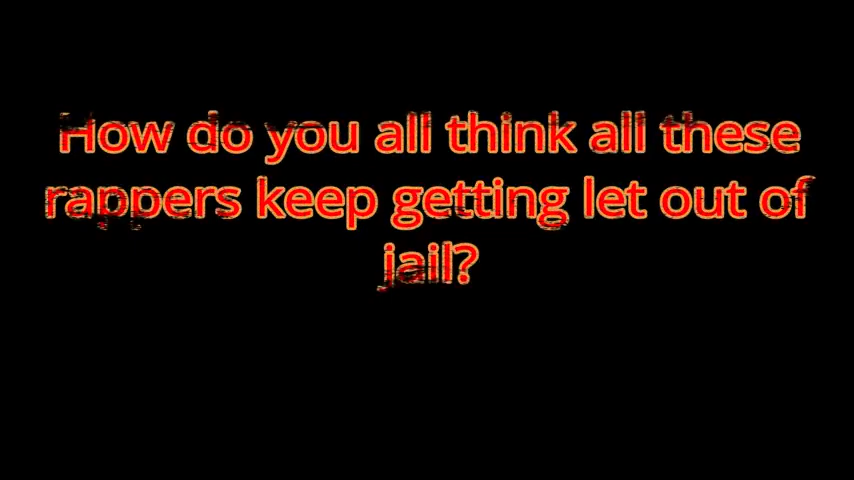 How do you all think all these
rappers keep getting let out of
jail?